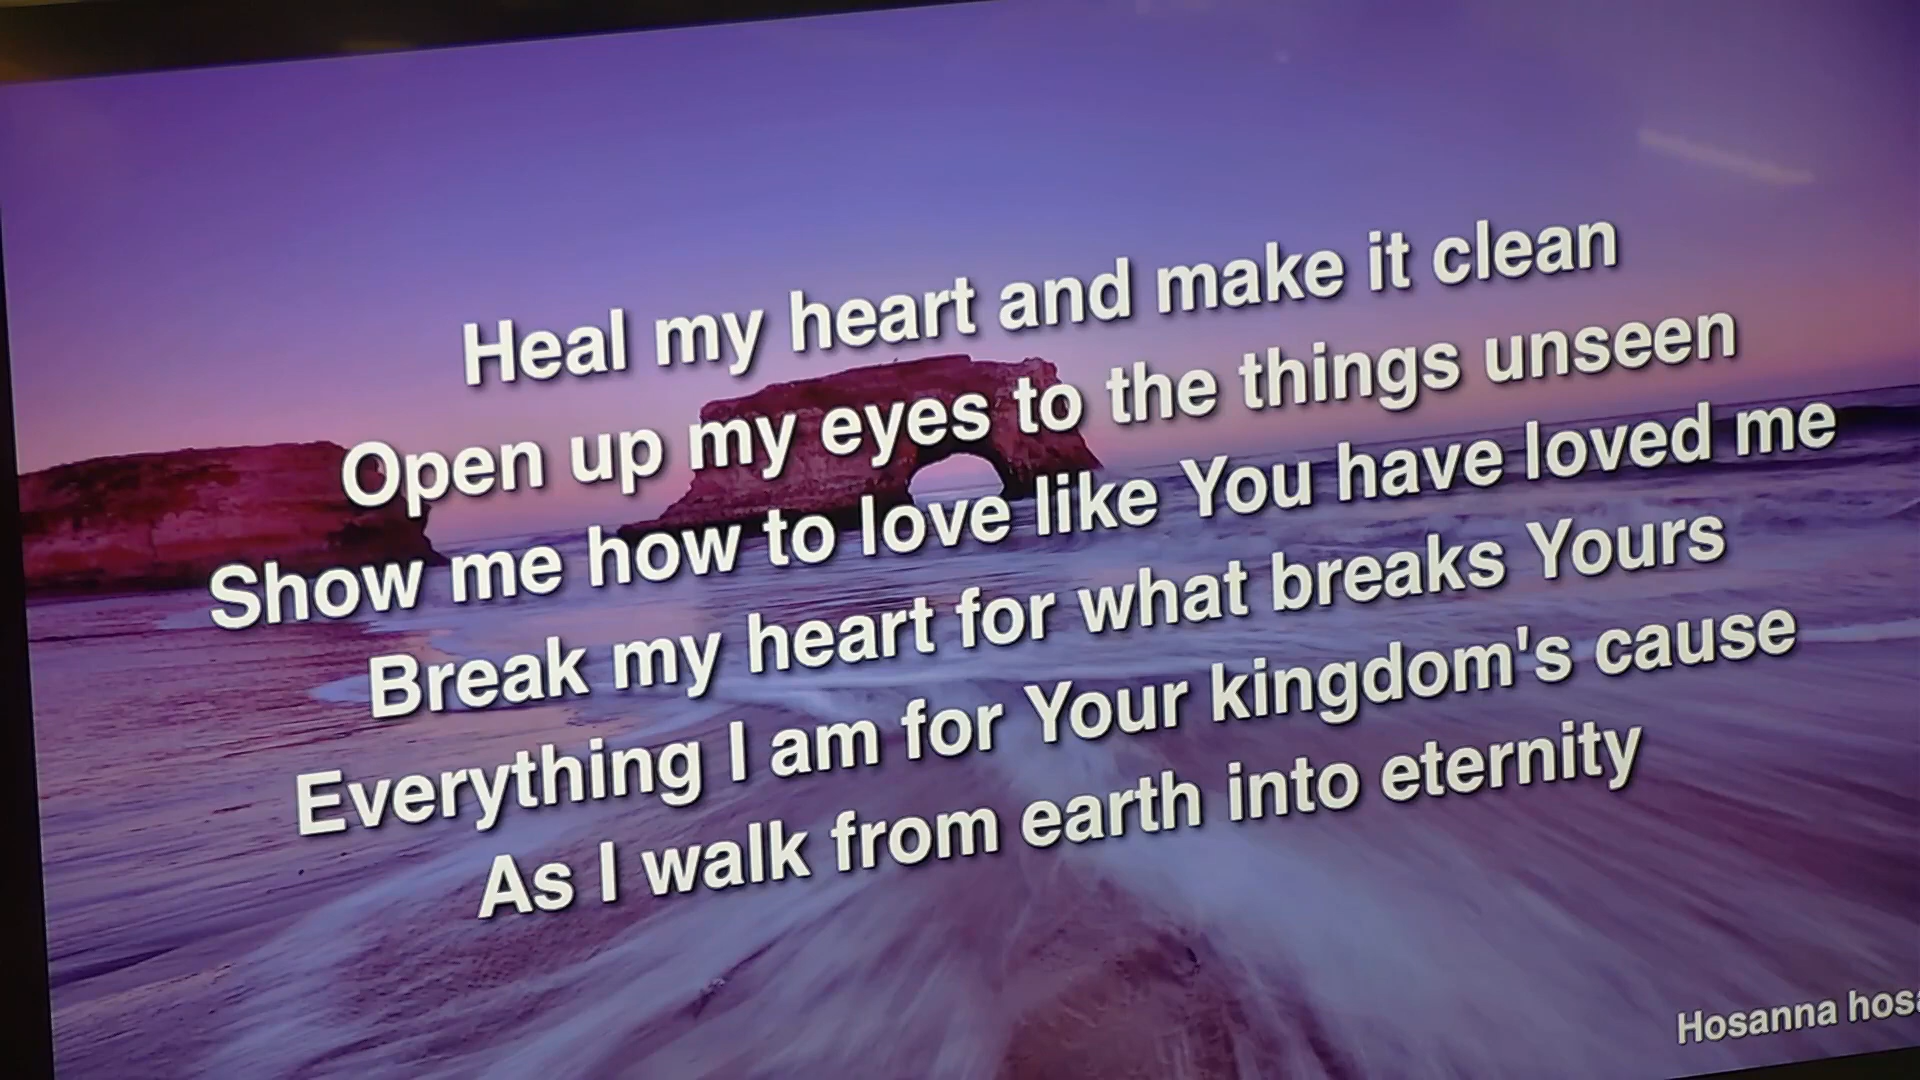 Heal my heart and make it clean
Open up my eyes to the things unseen
Show me how to love like You have loved me
Break my heart for what breaks Yours
Everything I am for Your kingdom's cause
As I walk from earth into eternity
Hosanna